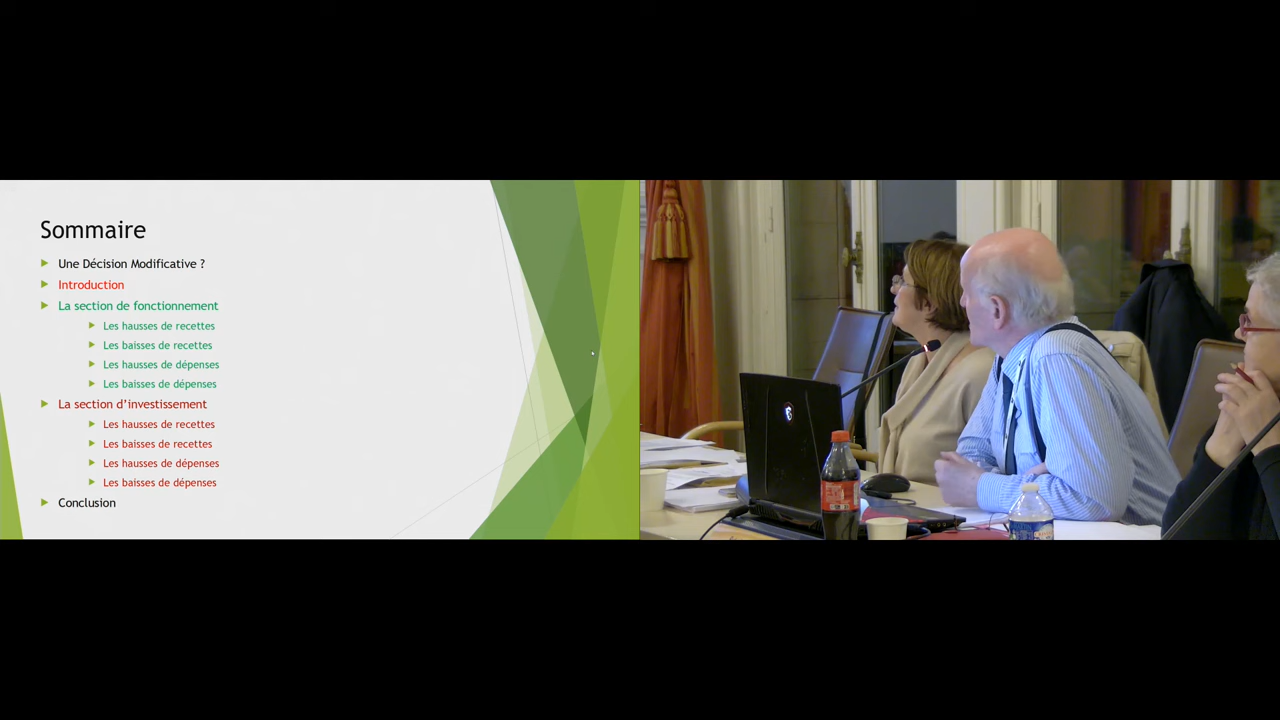 Sommaire
Une Décision Modificative ?
Introduction
La section de fonctionnement
Les hausses de recettes
Les baisses de recettes
Les hausses de dépenses
Les baisses de dépenses
La section d’investissement
Les hausses de recettes
Les baisses de recettes
Les hausses de dépenses
Les baisses de dépenses
Conclusion